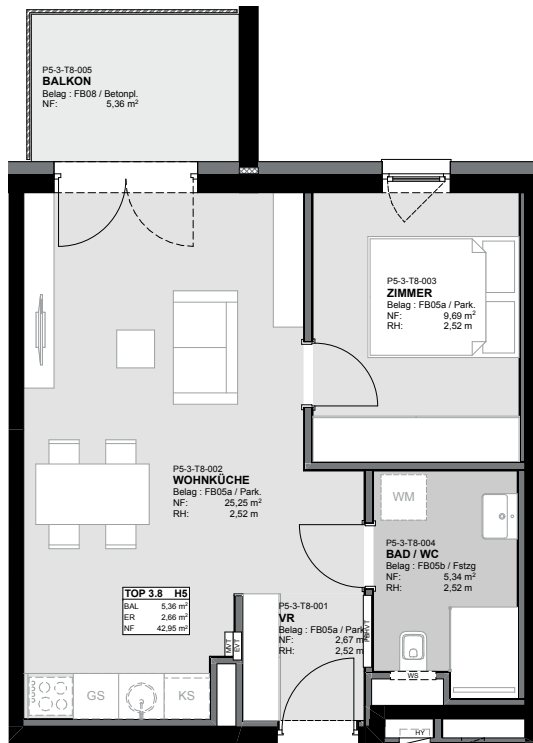 P5-3-T8-005
BALKON
Belag : FB08 / Betonpl.
NF: 5,36 m²
P5-3-T8-003
ZIMMER
Belag : FB05a / Park.
NF: 9,69 m²
RH: 2,52 m
P5-3-T8-002
WOHNKÜCHE
Belag : FB05a / Park.
NF: 25,25 m²
RH: 2,52 m
WM
P5-3-T8-004
BAD / WC
Belag : FB05b / Fstzg
NF: 5,34 m²
RH: 2,52 m
TOP 3.8 H5
BAL 5,36 m²
ER 2,66 m²
NF 42,95 m²
P5-3-T8-001
VR
Belag : FB05a / Park
NF: 2,67 m²
RH: 2,52 m
EVT
WS
GS
KS
HY